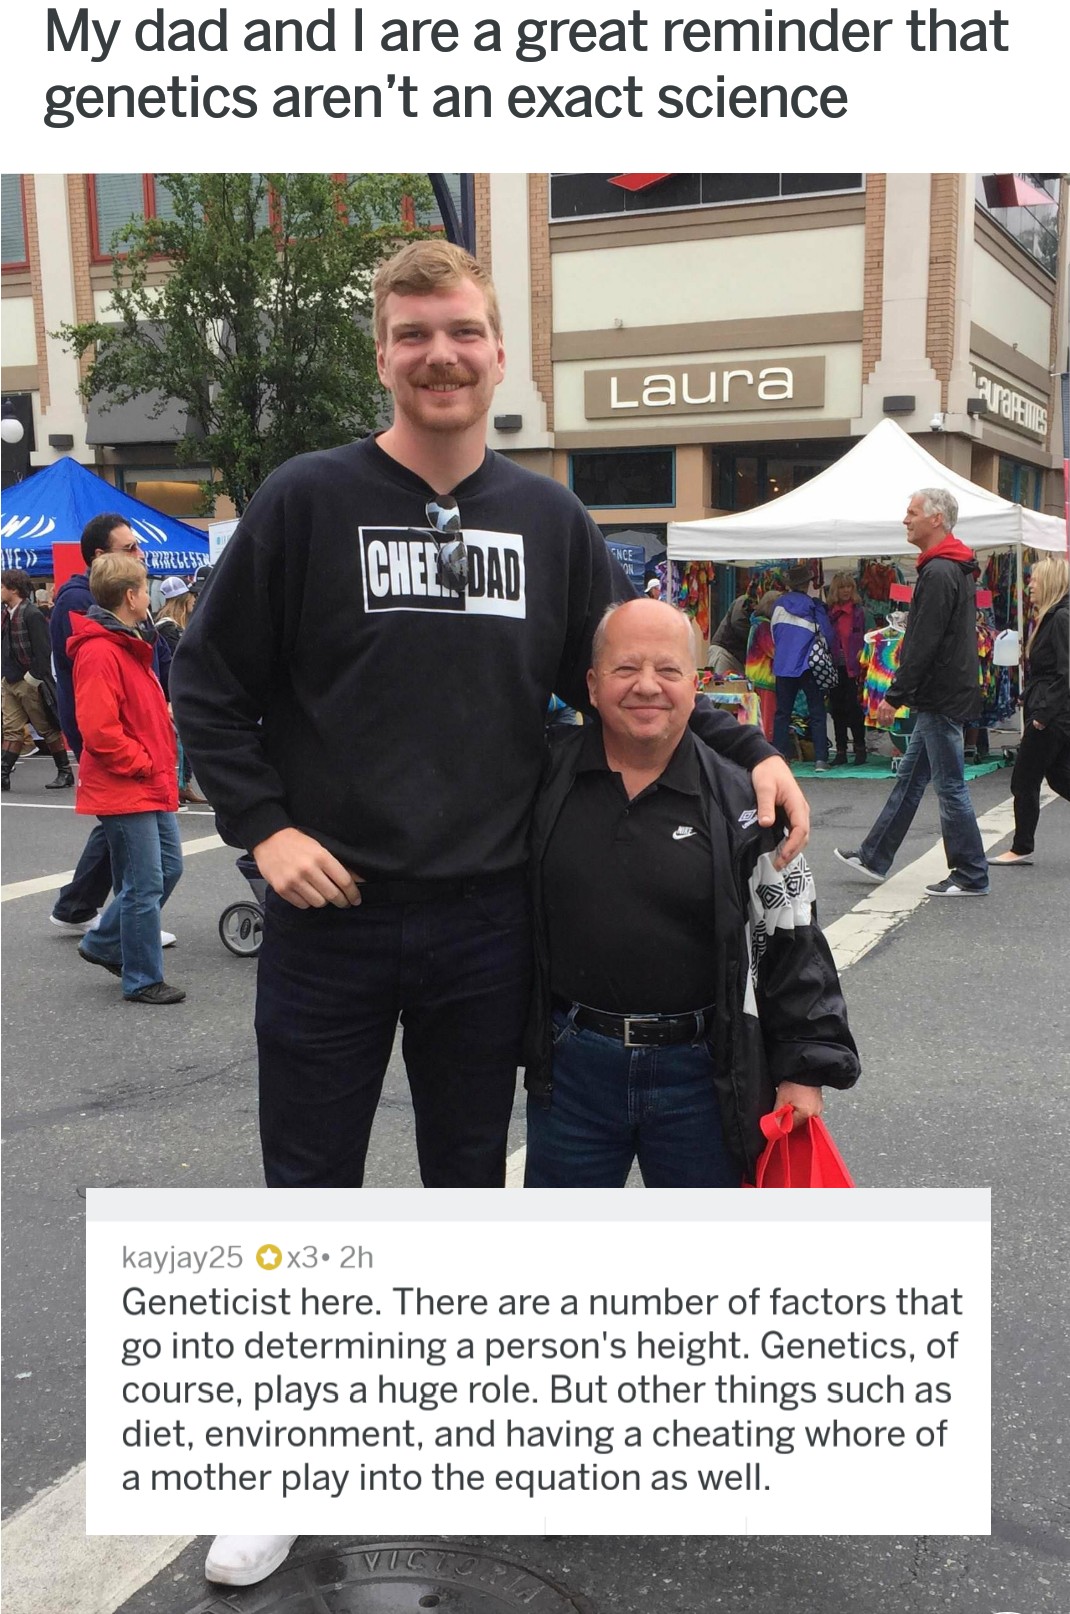 My dad and I are a great reminder that
genetics aren't an exact science
Laura
CHEE DAD
NIKE
kayjay25 x3• 2h
Geneticist here. There are a number of factors that
go into determining a person's height. Genetics, of
course, plays a huge role. But other things such as
diet, environment, and having a cheating whore of
a mother play into the equation as well.